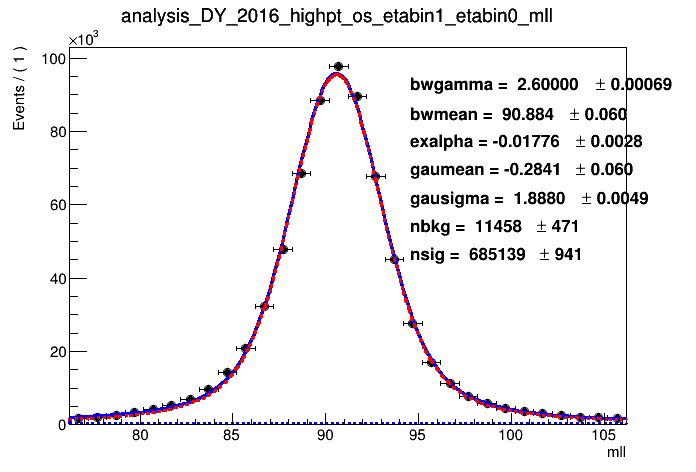 analysis_DY_2016_highpt_os_etabin1_etabin0_mll
×10³
Events / ( 1 )
100
80
60
40
20
0
bwgamma = 2.60000 ± 0.00069
bwmean = 90.884 ± 0.060
exalpha = -0.01776 ± 0.0028
gaumean = -0.2841 ± 0.060
gausigma = 1.8880 ± 0.0049
nbkg = 11458 ± 471
nsig = 685139 ± 941
80 85 90 95 100 105
mll